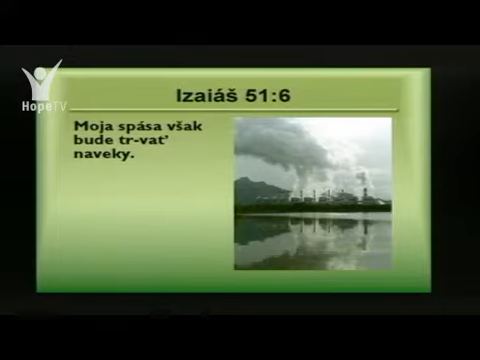 HopeTV
Izaiáš 51:6
Moja spása však
bude tr-vať
naveky.